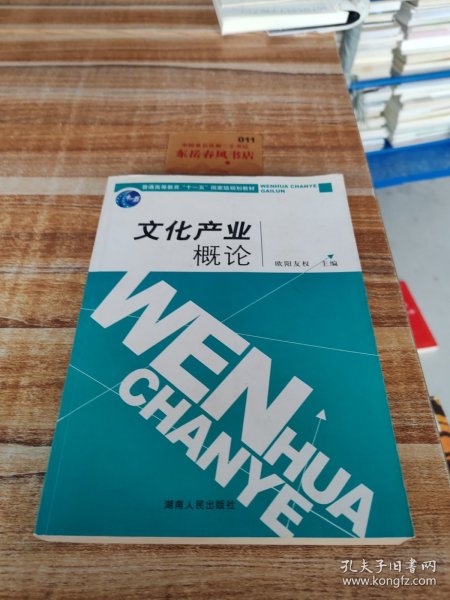 011
东岳春风书店
普通高等教育“十一五”国家级规划教材
WENHUA CHANYE
GAILUN
文化产业
概论
欧阳友权 主编
WENHUA
CHANYE
湖南人民出版社
孔夫子旧书网
www.kongfz.com